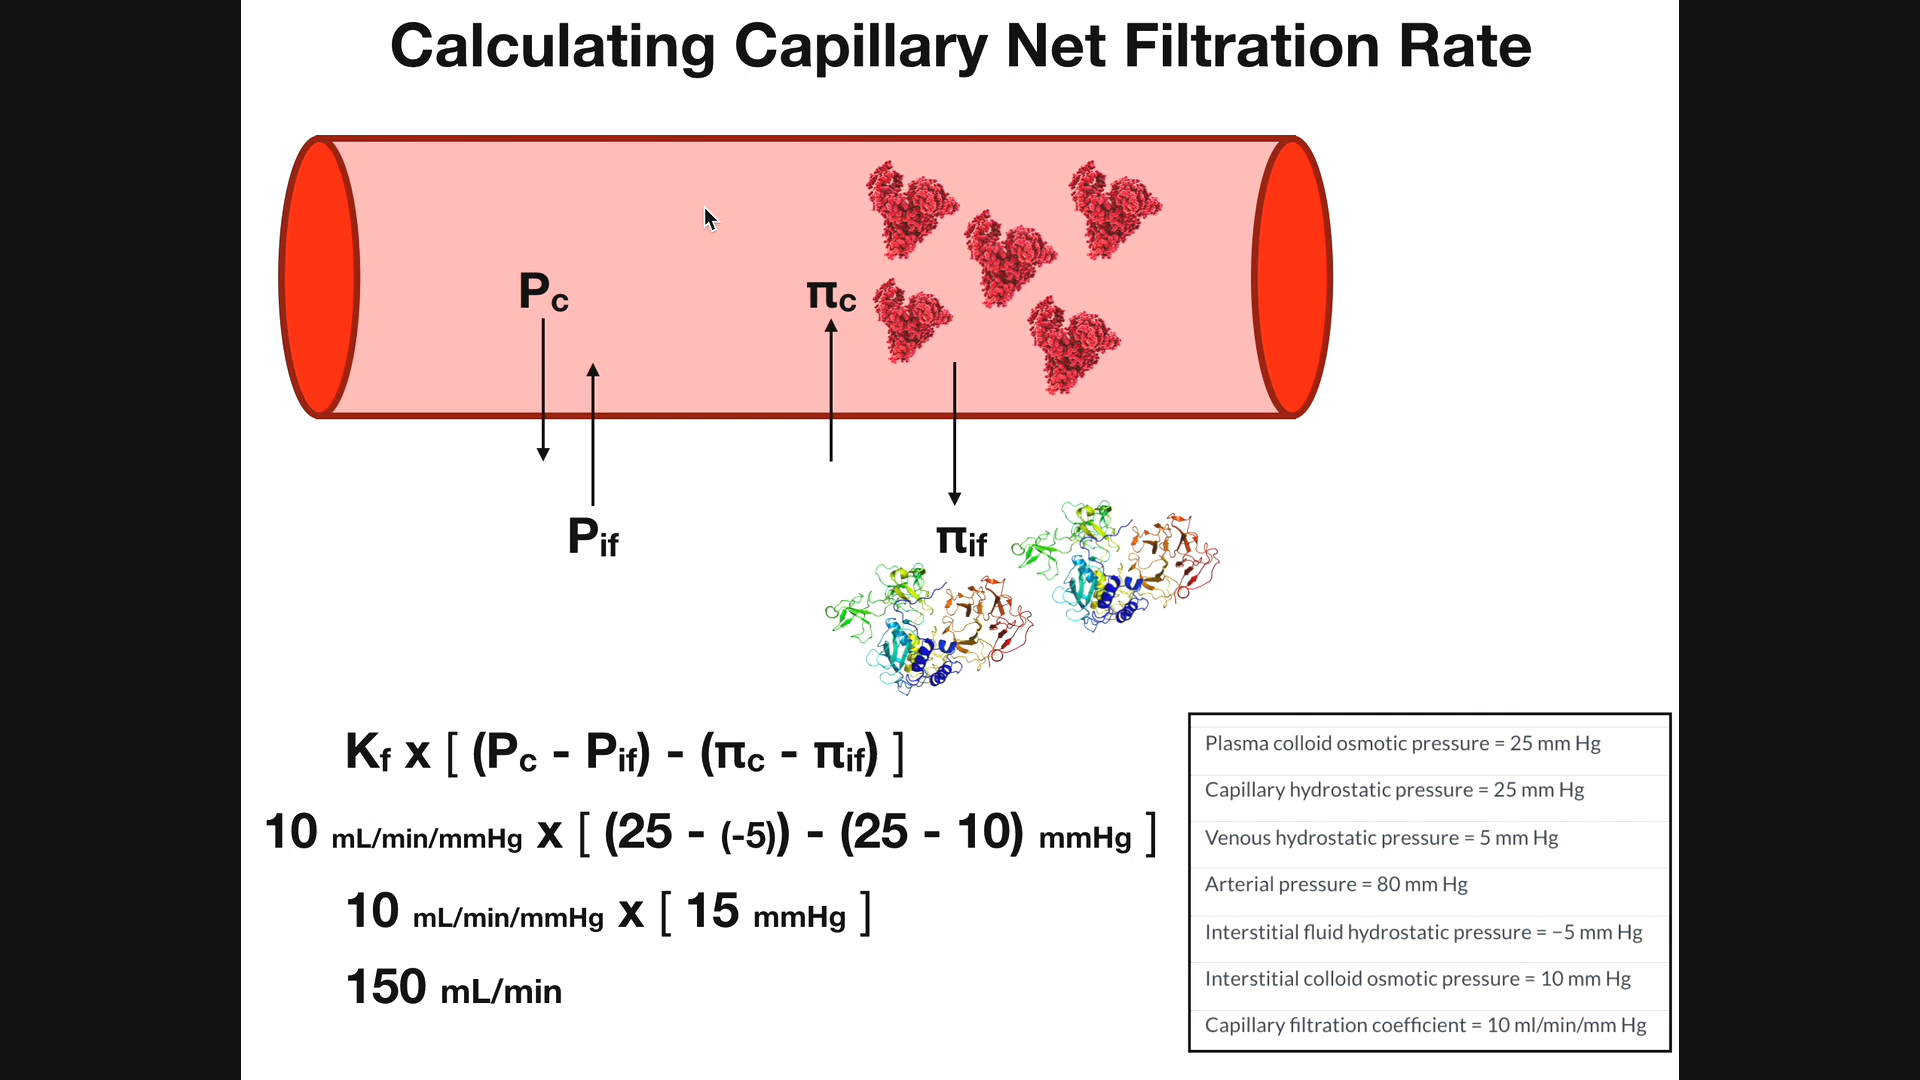 Calculating Capillary Net Filtration Rate
Pc
πc
Pif
πif
Kf x [ (Pc - Pif) - (πc - πif) ]
10 mL/min/mmHg x [ (25 - (-5)) - (25 - 10) mmHg ]
10 mL/min/mmHg x [ 15 mmHg ]
150 mL/min
Plasma colloid osmotic pressure = 25 mm Hg
Capillary hydrostatic pressure = 25 mm Hg
Venous hydrostatic pressure = 5 mm Hg
Arterial pressure = 80 mm Hg
Interstitial fluid hydrostatic pressure = −5 mm Hg
Interstitial colloid osmotic pressure = 10 mm Hg
Capillary filtration coefficient = 10 ml/min/mm Hg